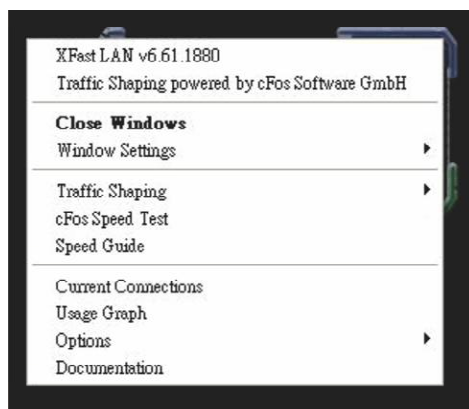 XFast LAN v6.61.1880
Traffic Shaping powered by cFos Software GmbH
Close Windows
Window Settings
Traffic Shaping
cFos Speed Test
Speed Guide
Current Connections
Usage Graph
Options
Documentation